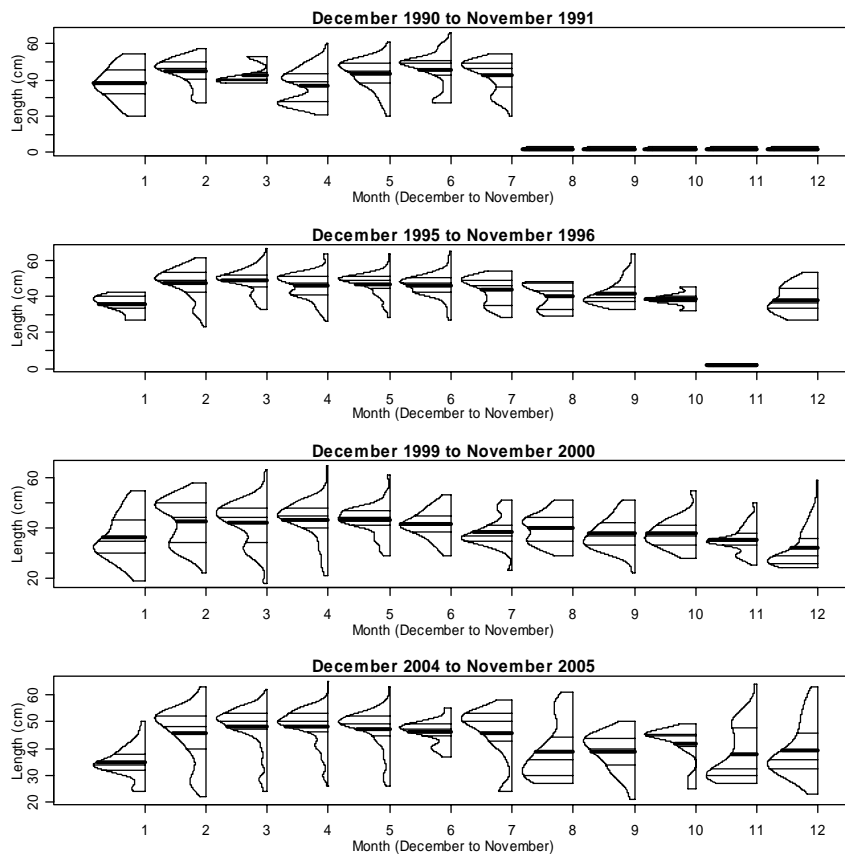 December 1990 to November 1991
Length (cm)
0 20 40 60
1 2 3 4 5 6 7 8 9 10 11 12
Month (December to November)
December 1995 to November 1996
Length (cm)
0 20 40 60
1 2 3 4 5 6 7 8 9 10 11 12
Month (December to November)
December 1999 to November 2000
Length (cm)
20 40 60
1 2 3 4 5 6 7 8 9 10 11 12
Month (December to November)
December 2004 to November 2005
Length (cm)
20 30 40 50 60
1 2 3 4 5 6 7 8 9 10 11 12
Month (December to November)